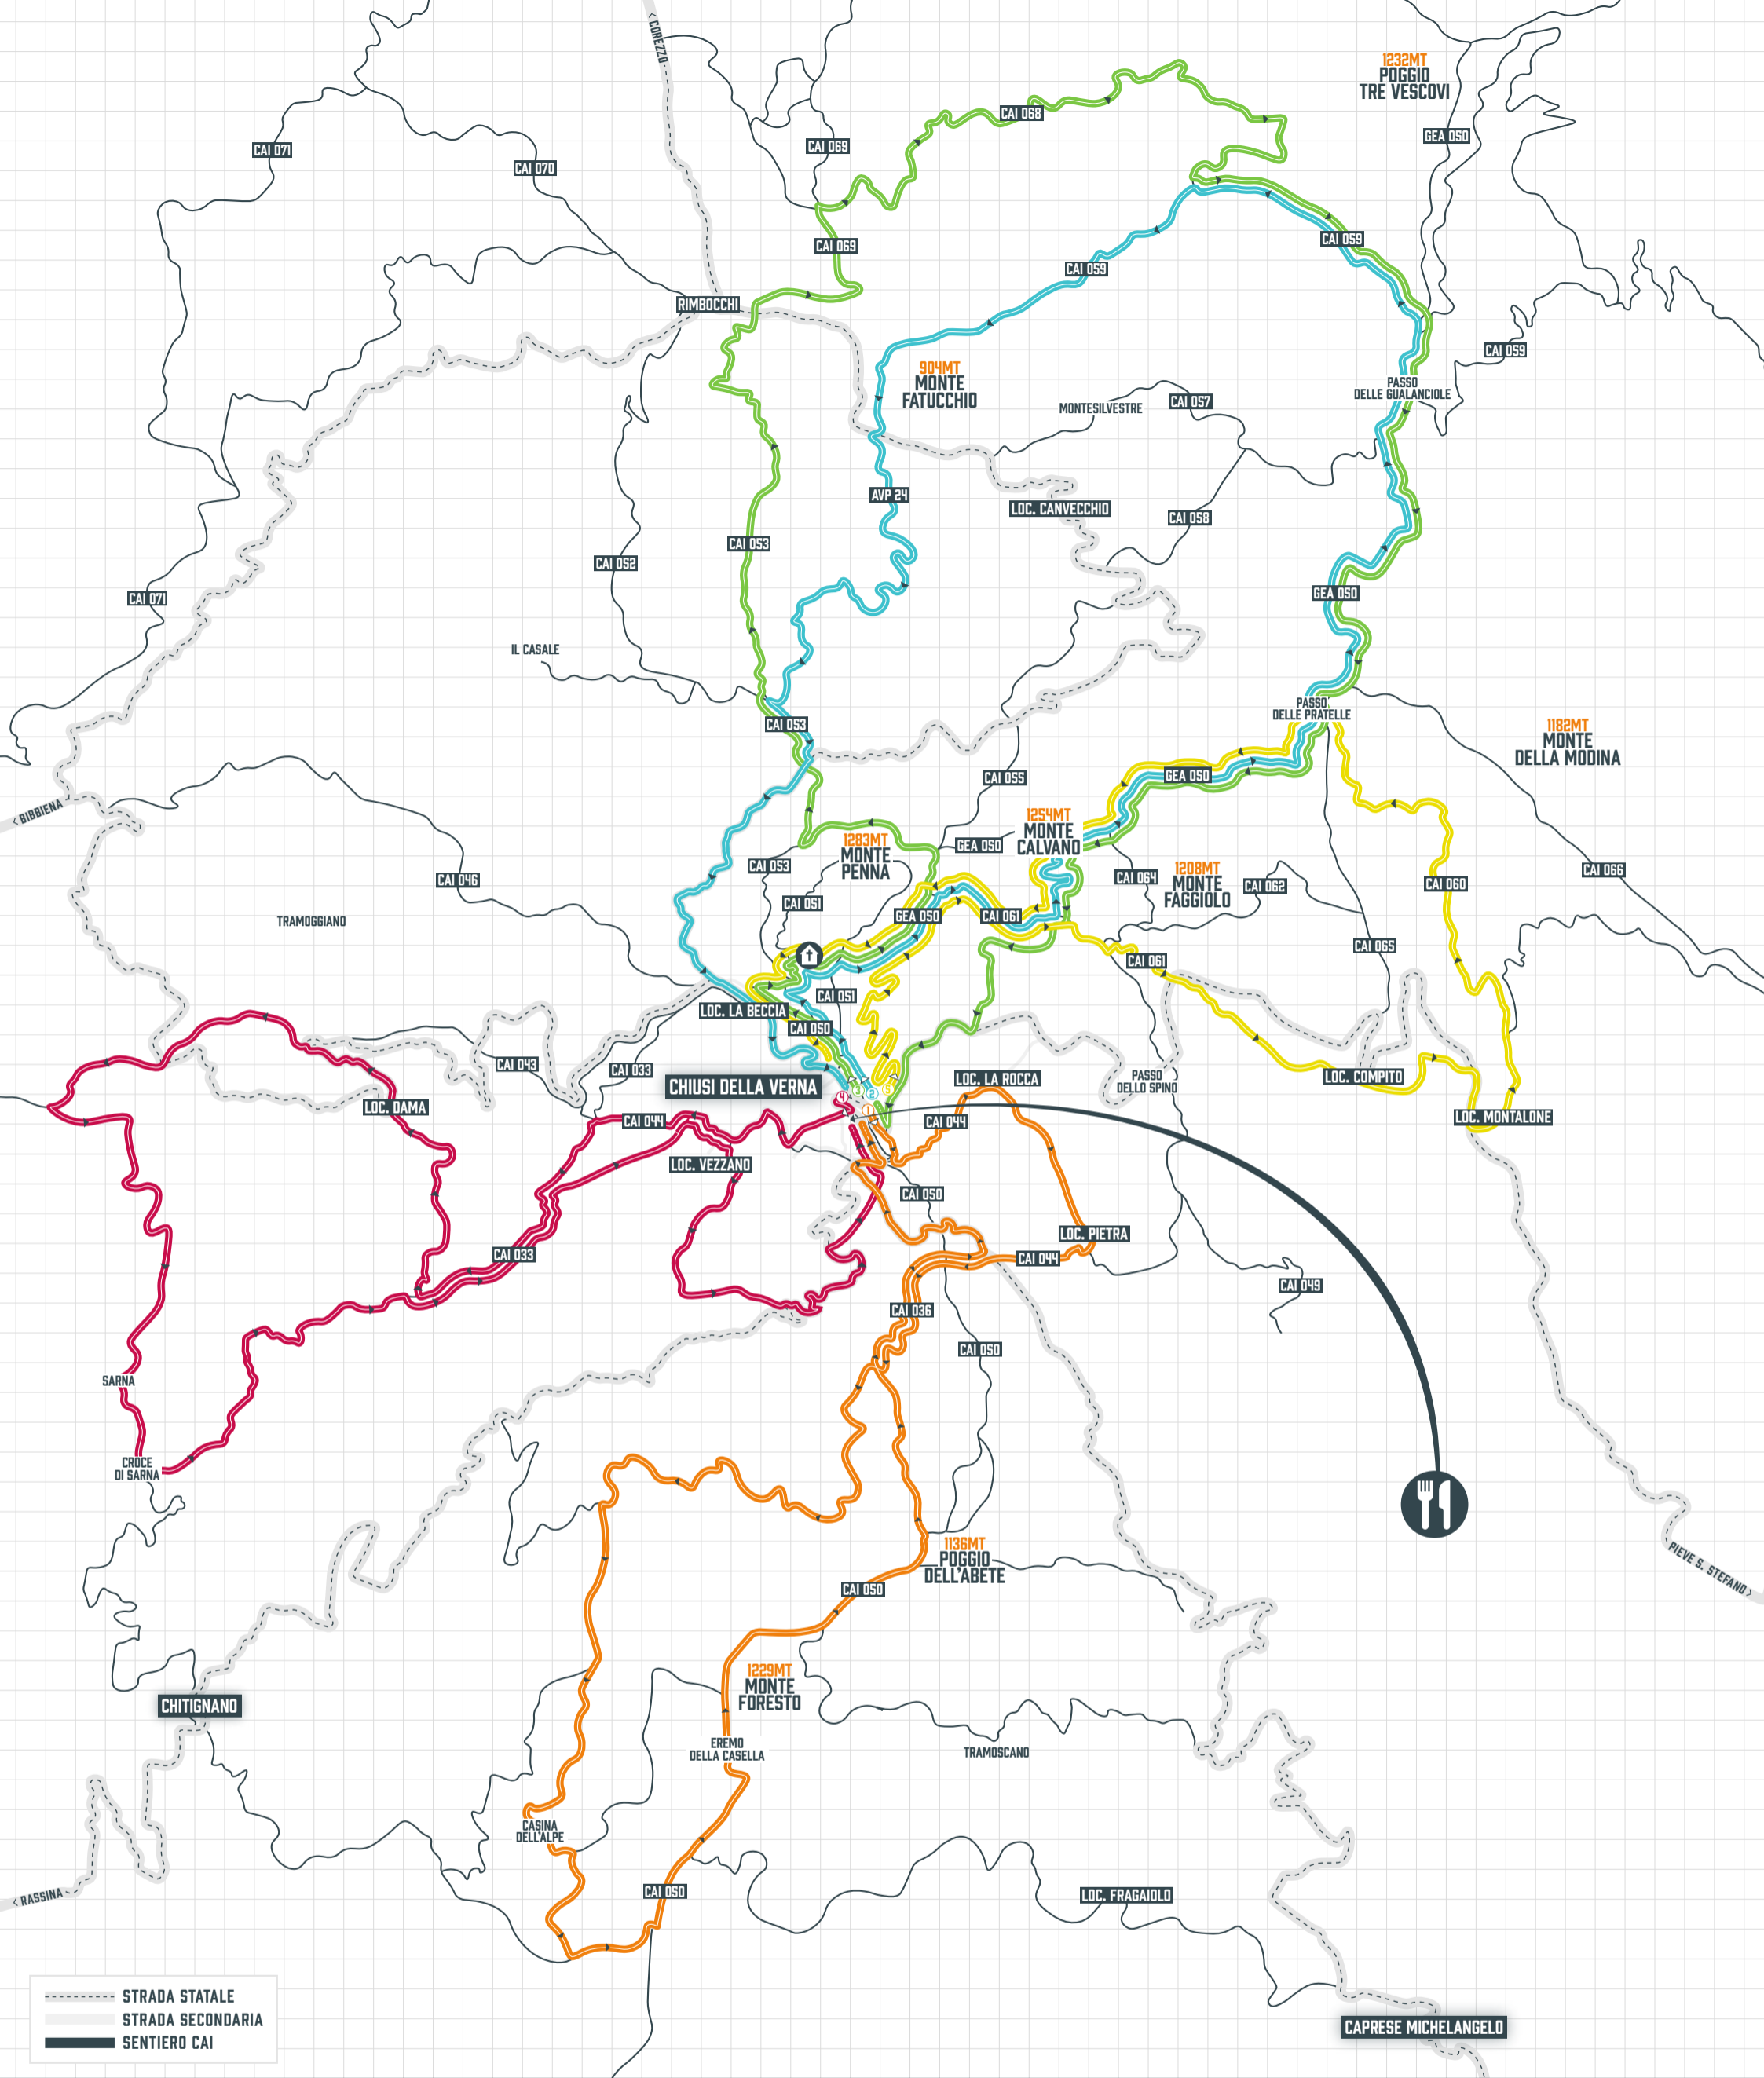 < COREZZO
1232MT
POGGIO
TRE VESCOVI
CAI 068
GEA 050
CAI 071
CAI 069
CAI 070
CAI 059
CAI 069
CAI 059
RIMBOCCHI
CAI 059
904MT
MONTE
FATUCCHIO
PASSO
DELLE GUALANCIOLE
MONTESILVESTRE
CAI 057
AVP 24
LOC. CANVECCHIO
CAI 058
CAI 053
CAI 052
GEA 050
CAI 071
IL CASALE
PASSO
DELLE PRATELLE
CAI 053
1182MT
MONTE
DELLA MODINA
CAI 055
GEA 050
< BIBBIENA
1254MT
MONTE
CALVANO
1283MT
MONTE
PENNA
GEA 050
CAI 053
CAI 046
CAI 064
1208MT
MONTE
FAGGIOLO
CAI 062
CAI 060
CAI 066
CAI 051
TRAMOGGIANO
GEA 050
CAI 061
CAI 065
CAI 061
CAI 051
LOC. LA BECCIA
CAI 050
CAI 043
CAI 033
CHIUSI DELLA VERNA
LOC. LA ROCCA
PASSO
DELLO SPINO
LOC. COMPITO
4
3
2
5
1
LOC. DAMA
CAI 044
CAI 044
LOC. MONTALONE
LOC. VEZZANO
CAI 050
LOC. PIETRA
CAI 033
CAI 044
CAI 049
CAI 036
CAI 050
SARNA
CROCE
DI SARNA
1136MT
POGGIO
DELL'ABETE
PIEVE S. STEFANO >
CAI 050
1229MT
MONTE
FORESTO
CHITIGNANO
EREMO
DELLA CASELLA
TRAMOSCANO
CASINA
DELL'ALPE
CAI 050
LOC. FRAGAIOLO
< RASSINA
STRADA STATALE
STRADA SECONDARIA
SENTIERO CAI
CAPRESE MICHELANGELO